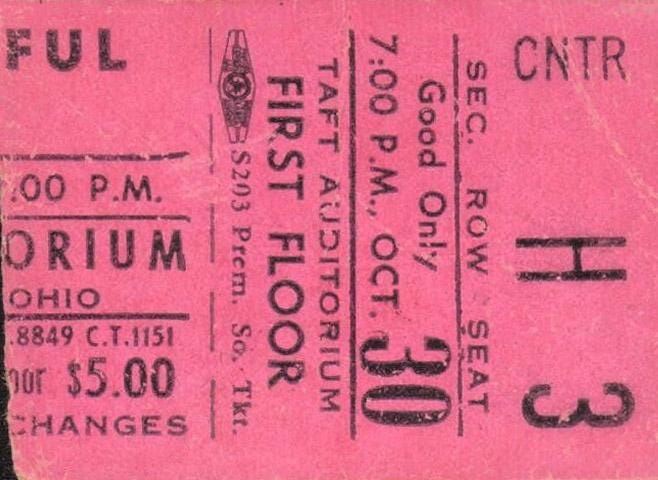 FUL
:00 P.M.
ORIUM
OHIO
.8849 C.T.1151
oor $5.00
CHANGES
S203 Prem. So. Tkt.
FIRST FLOOR
TAFT AUDITORIUM
7:00 P.M., OCT. 30
Good Only
SEC. ROW SEAT
CNTR H 3